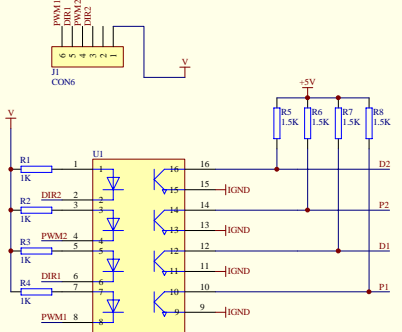 PWM1
DIR1
PWM2
DIR2
6 5 4 3 2 1
J1
CON6
V
V
+5V
R5
1.5K
R6
1.5K
R7
1.5K
R8
1.5K
U1
R1
1K
1 1
16 16
D2
DIR2
2 2
15 15
IGND
R2
1K
3 3
14 14
P2
PWM2
4 4
13 13
IGND
R3
1K
5 5
12 12
D1
DIR1
6 6
11 11
IGND
R4
1K
7 7
10 10
P1
PWM1
8 8
9 9
IGND